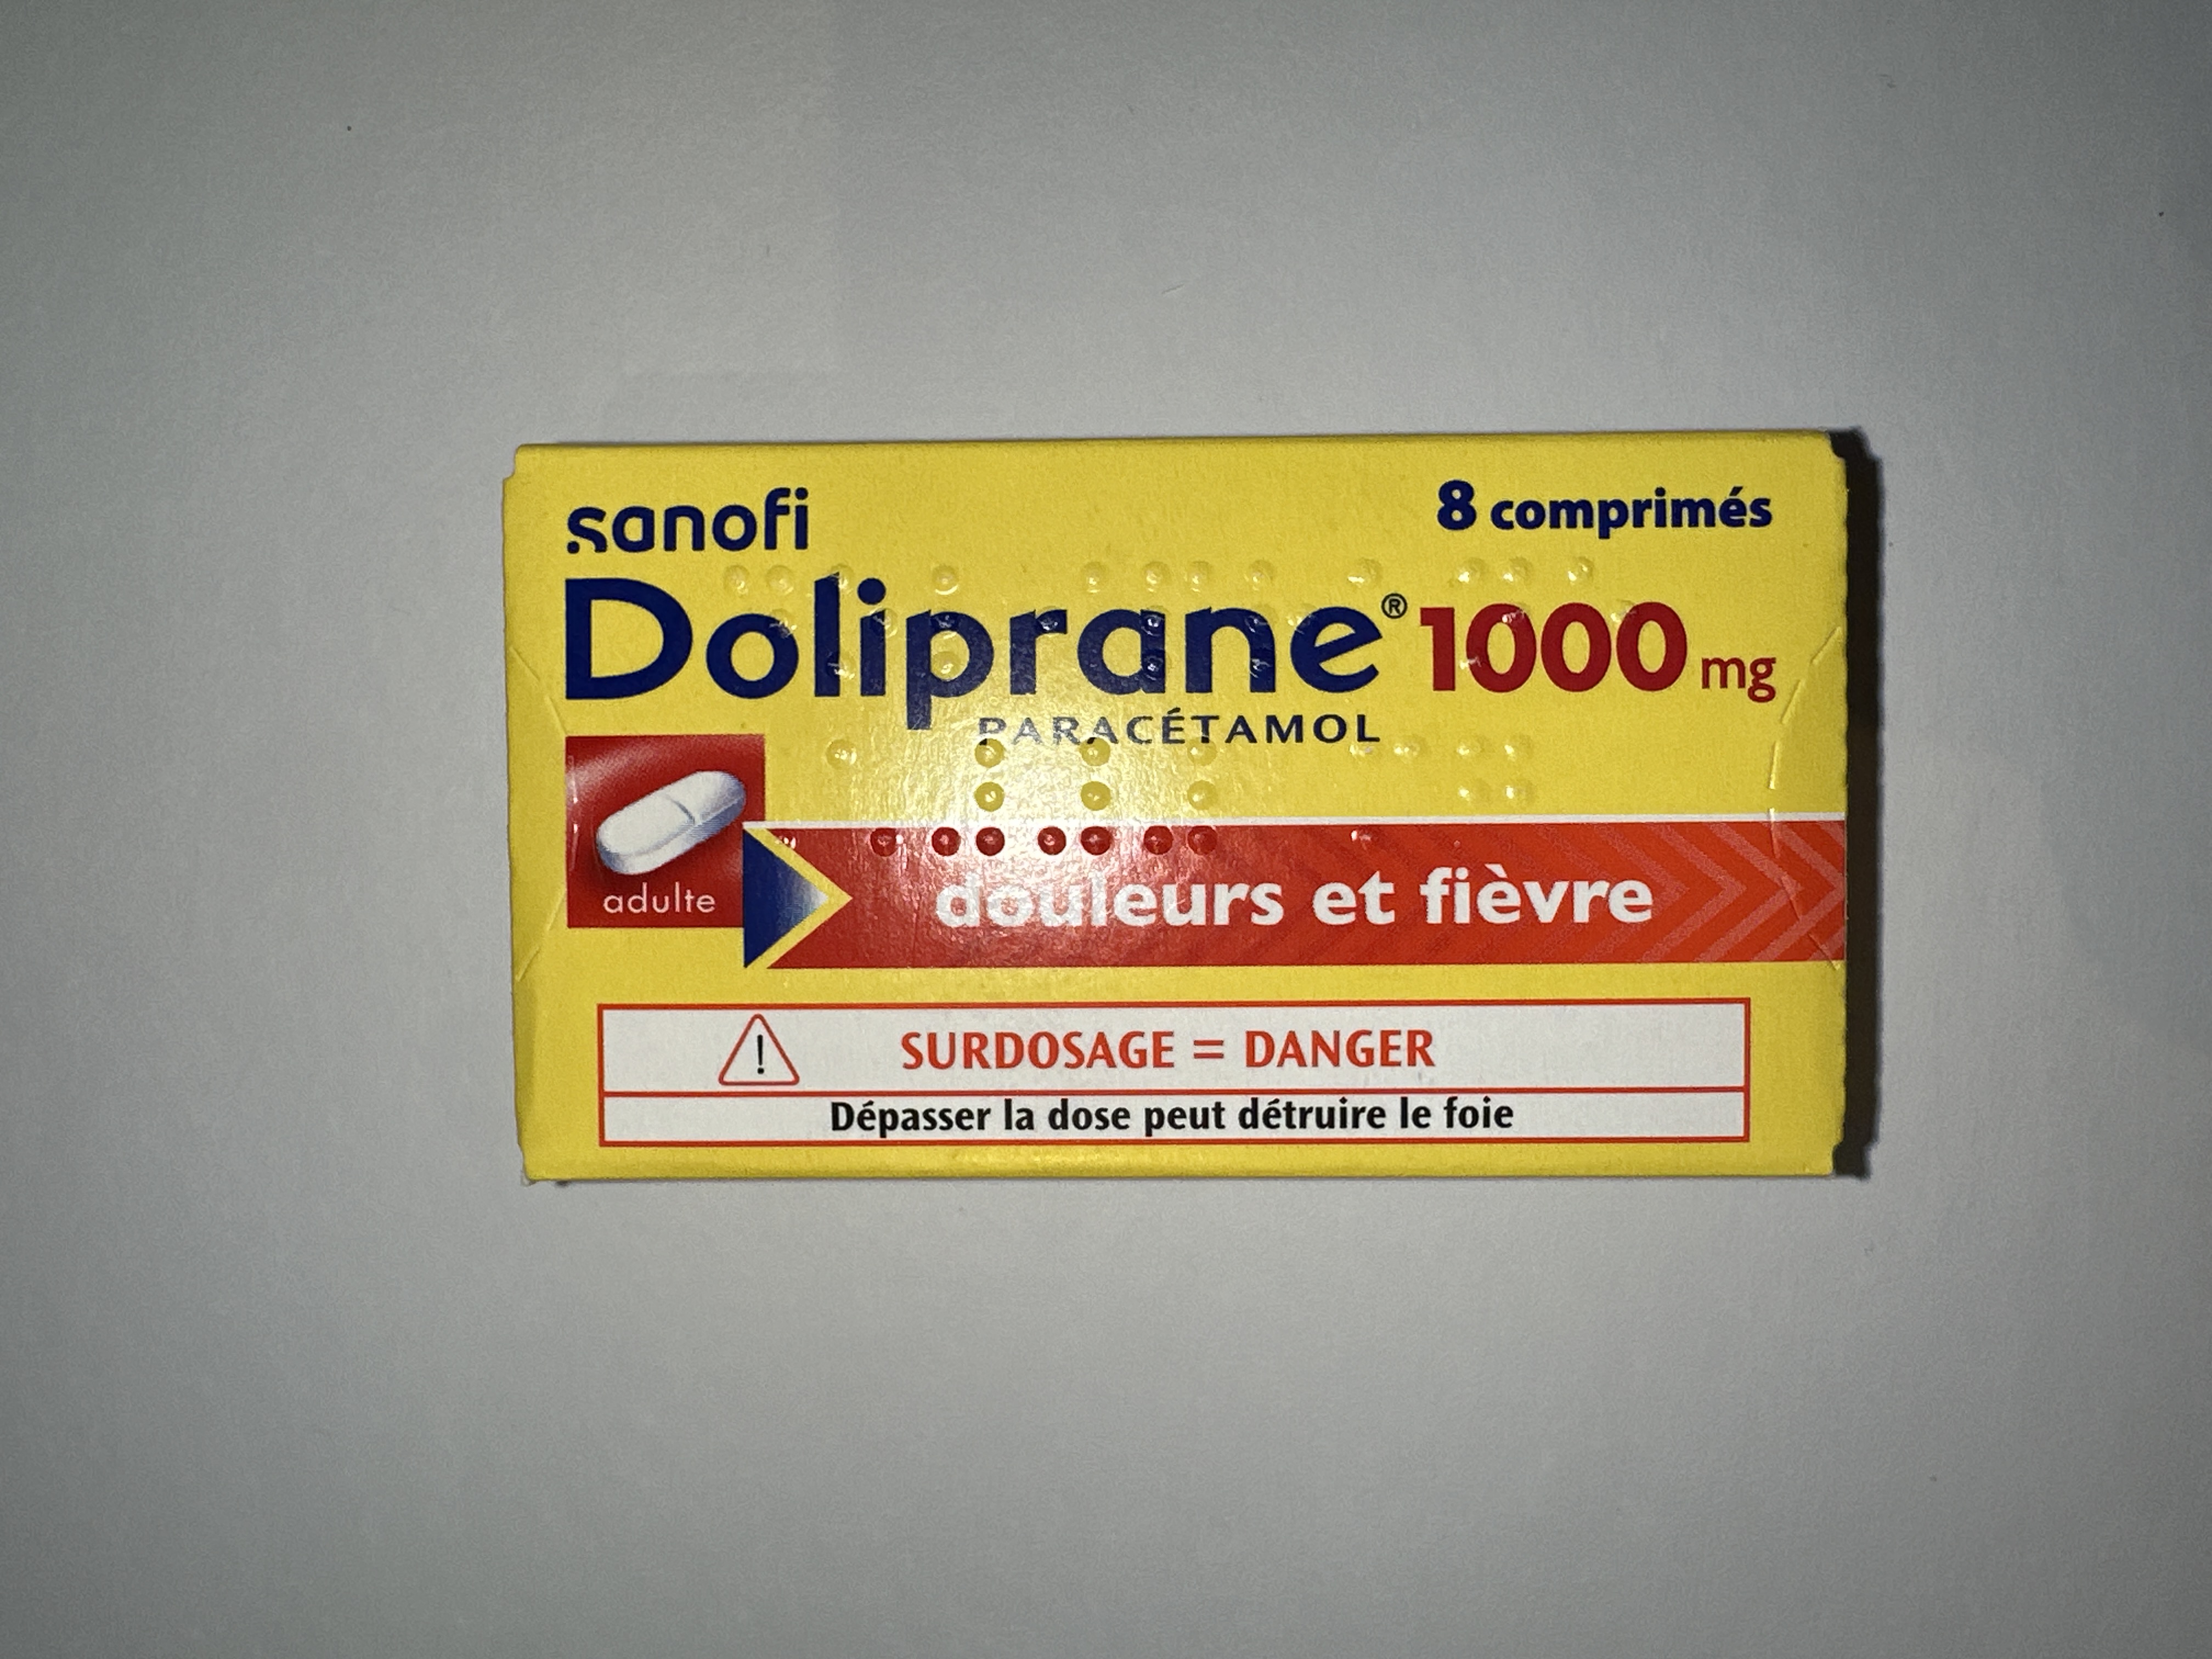 sanofi
8 comprimés
Doliprane® 1000 mg
PARACÉTAMOL
adulte
douleurs et fièvre
! SURDOSAGE = DANGER
Dépasser la dose peut détruire le foie